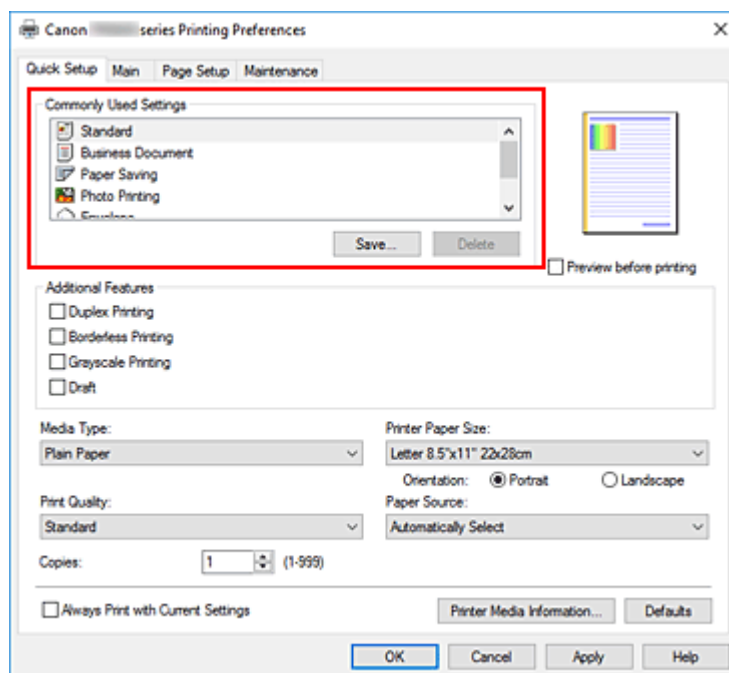 Canon series Printing Preferences
Quick Setup Main Page Setup Maintenance
Commonly Used Settings
Standard
Business Document
Paper Saving
Photo Printing
Save... Delete
Preview before printing
Additional Features
Duplex Printing
Borderless Printing
Grayscale Printing
Draft
Media Type: Printer Paper Size:
Plain Paper Letter 8.5"x11" 22x28cm
Orientation: Portrait Landscape
Print Quality: Paper Source:
Standard Automatically Select
Copies: 1 (1-999)
Always Print with Current Settings Printer Media Information... Defaults
OK Cancel Apply Help